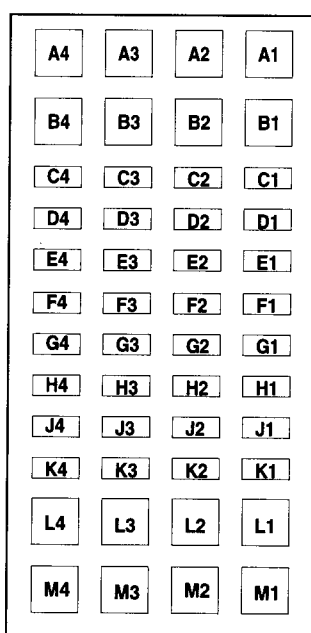 A4 A3 A2 A1
B4 B3 B2 B1
C4 C3 C2 C1
D4 D3 D2 D1
E4 E3 E2 E1
F4 F3 F2 F1
G4 G3 G2 G1
H4 H3 H2 H1
J4 J3 J2 J1
K4 K3 K2 K1
L4 L3 L2 L1
M4 M3 M2 M1